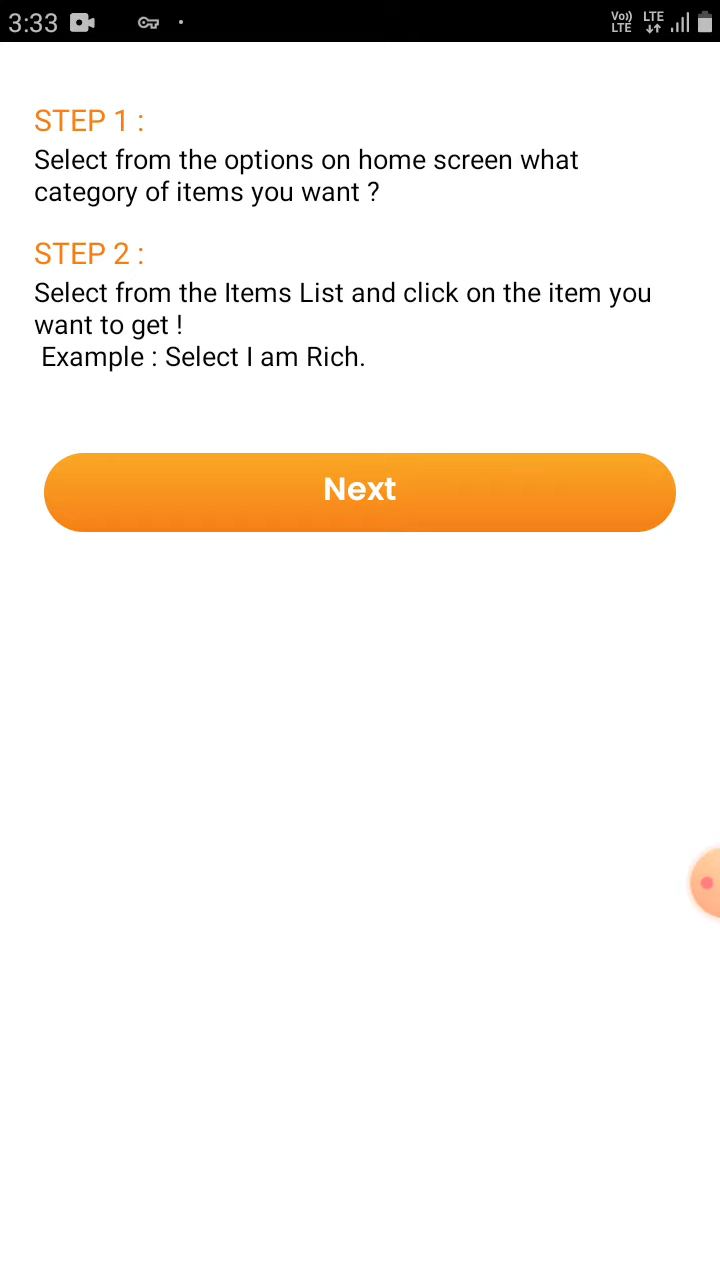 3:33
Vo) LTE
LTE
STEP 1 :
Select from the options on home screen what
category of items you want ?
STEP 2 :
Select from the Items List and click on the item you
want to get !
Example : Select I am Rich.
Next